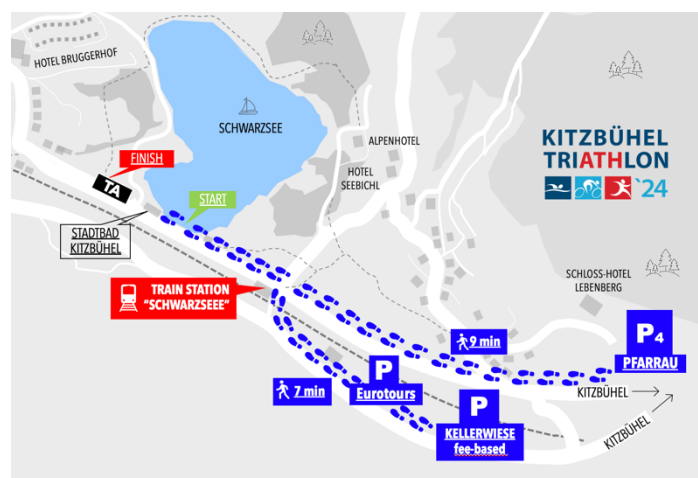 HOTEL BRUGGERHOF
SCHWARZSEE
FINISH
TA
START
STADTBAD
KITZBÜHEL
ALPENHOTEL
HOTEL
SEEBICHL
KITZBÜHEL
TRIATHLON
`24
TRAIN STATION
"SCHWARZSEEE"
SCHLOSS-HOTEL
LEBENBERG
P4
PFARRAU
9 min
7 min
P
Eurotours
P
KELLERWIESE
fee-based
KITZBÜHEL
KITZBÜHEL